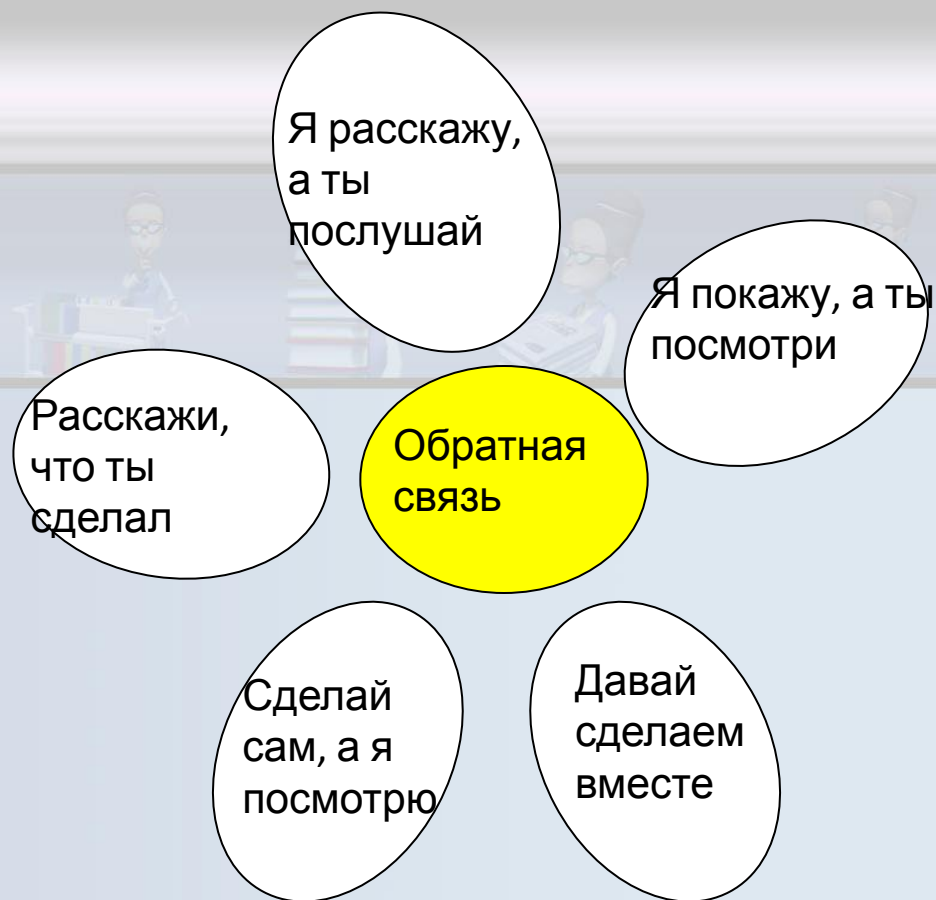 Я расскажу,
а ты
послушай
Я покажу, а ты
посмотри
Обратная
связь
Расскажи,
что ты
сделал
Сделай
сам, а я
посмотрю
Давай
сделаем
вместе